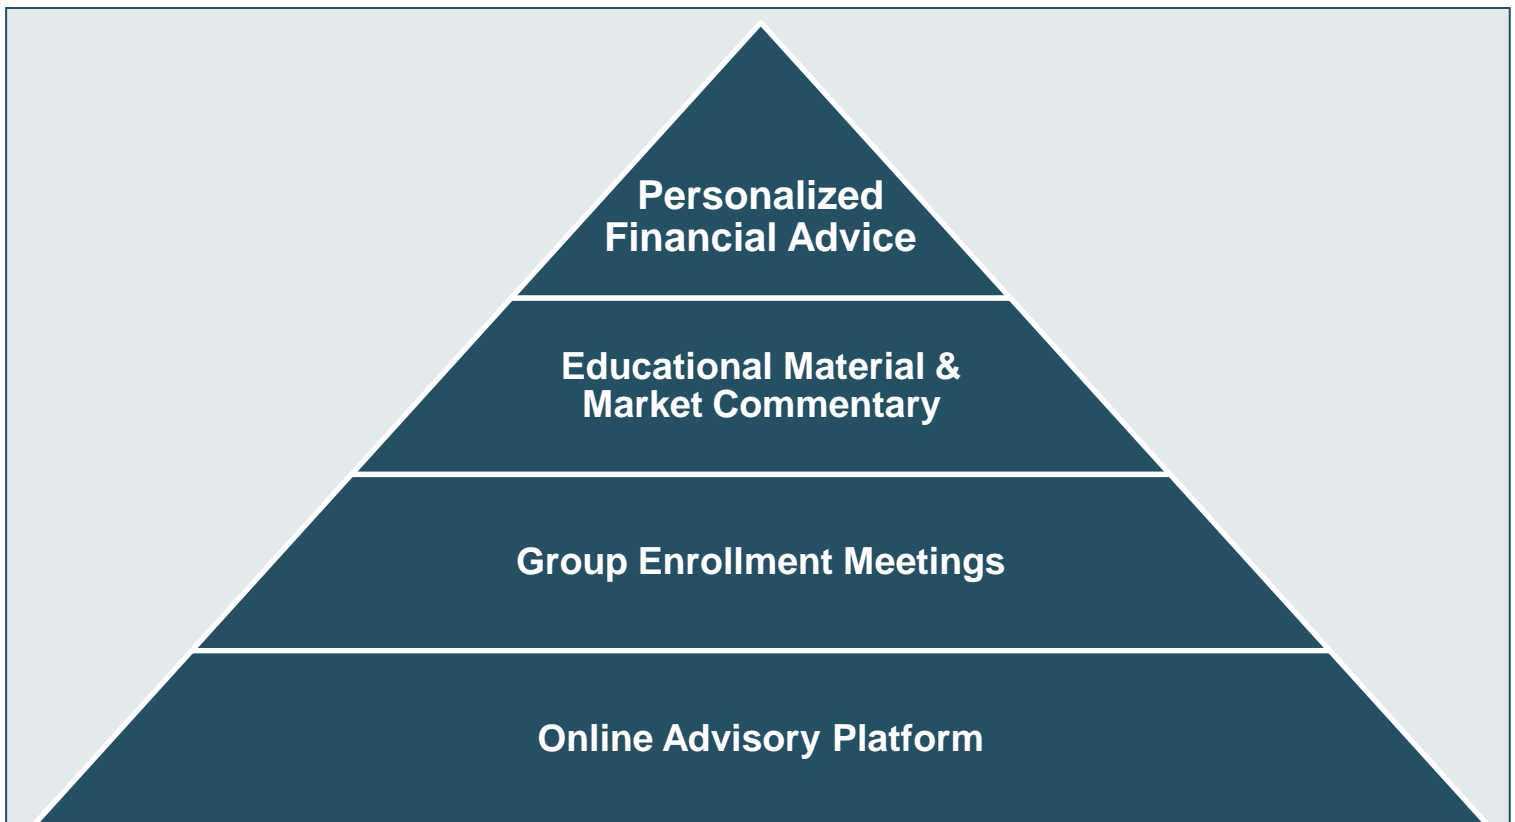 Personalized
Financial Advice
Educational Material &
Market Commentary
Group Enrollment Meetings
Online Advisory Platform